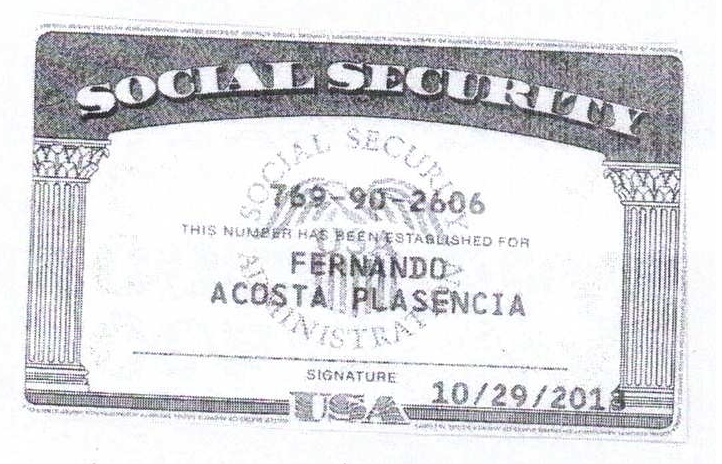 SOCIAL SECURITY
SOCIAL SECURITY ADMINISTRATION
769-90-2606
THIS NUMBER HAS BEEN ESTABLISHED FOR
FERNANDO
ACOSTA PLASENCIA
SIGNATURE
USA
10/29/2013